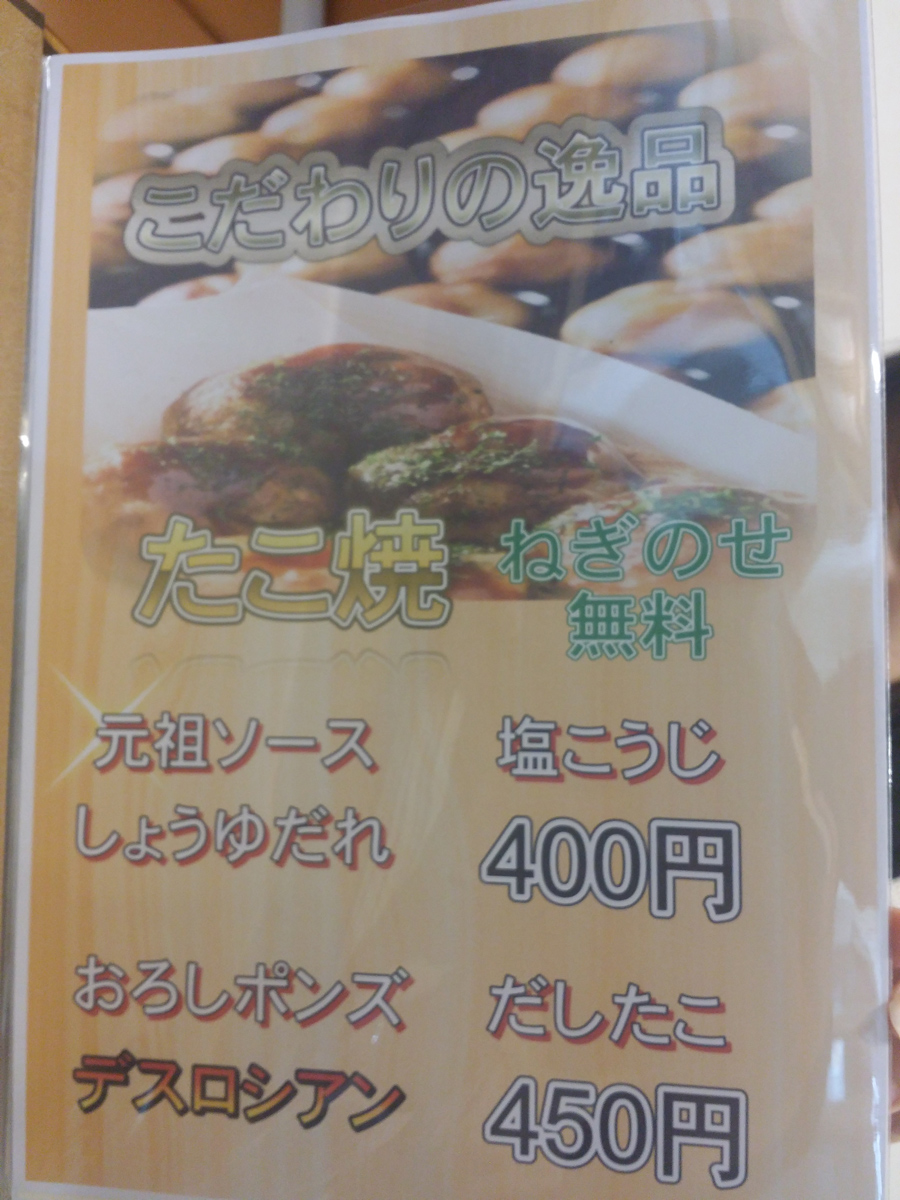 こだわりの逸品
たこ焼
ねぎのせ
無料
元祖ソース
塩こうじ
しょうゆだれ
400円
おろしポンズ
だしたこ
デスロシアン
450円